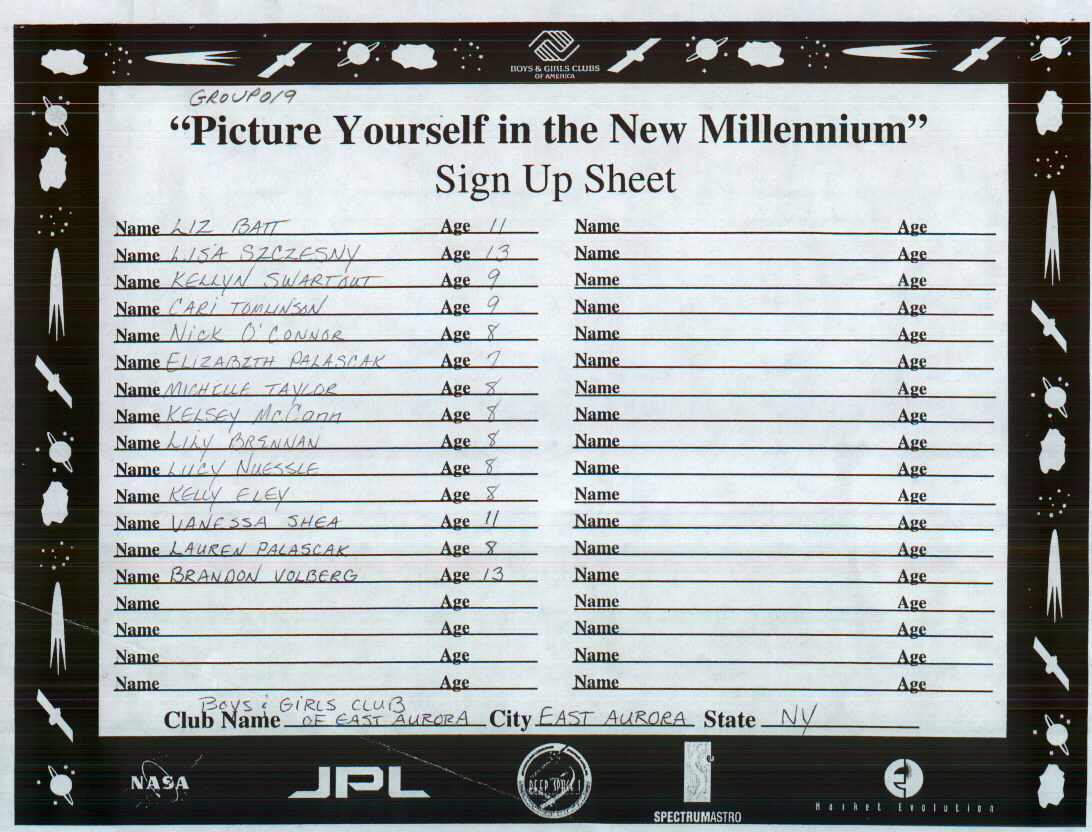 BOYS & GIRLS CLUBS
OF AMERICA
GROUP019
“Picture Yourself in the New Millennium”
Sign Up Sheet
Name LIZ BATT Age 11 Name Age
Name LISA SZCZESNY Age 13 Name Age
Name KELLYN SWARTOUT Age 9 Name Age
Name CARI TOMLINSON Age 9 Name Age
Name NICK O'CONNOR Age 8 Name Age
Name ELIZABITH PALASCAK Age 7 Name Age
Name MICHELLE TAYLOR Age 8 Name Age
Name KELSEY McCann Age 8 Name Age
Name LILY BRENNAN Age 8 Name Age
Name LUCY NUESSLE Age 8 Name Age
Name KELLY ELEY Age 8 Name Age
Name VANESSA SHEA Age 11 Name Age
Name LAUREN PALASCAK Age 8 Name Age
Name BRANDON VOLBERG Age 13 Name Age
Name Age Name Age
Name Age Name Age
Name Age Name Age
Name Age Name Age
BOYS & GIRLS CLUB
Club Name OF EAST AURORA City EAST AURORA State NY
NASA JPL DEEP SPACE 1 SPECTRUMASTRO Market Evolution